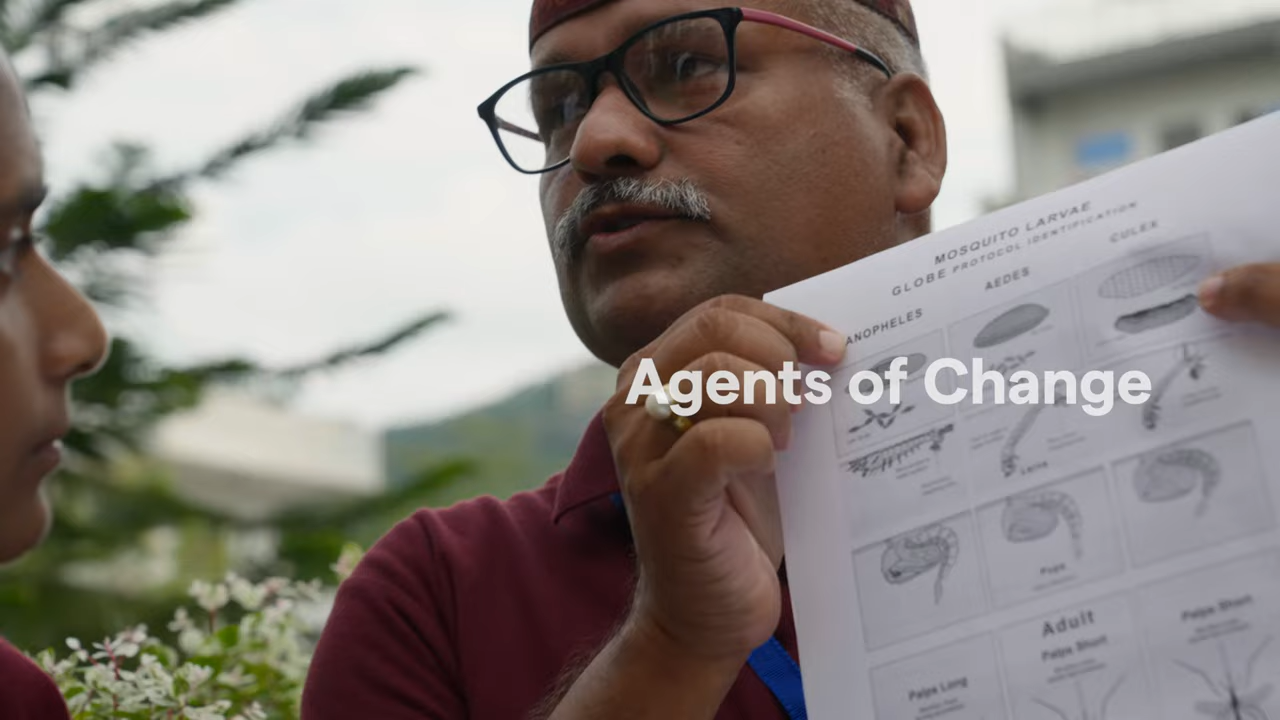 MOSQUITO LARVAE
GLOBE PROTOCOL IDENTIFICATION
ANOPHELES
AEDES
CULEX
Agents of Change
Larva
Pupa
Adult
Palps Long
Palps Short
Palps Short